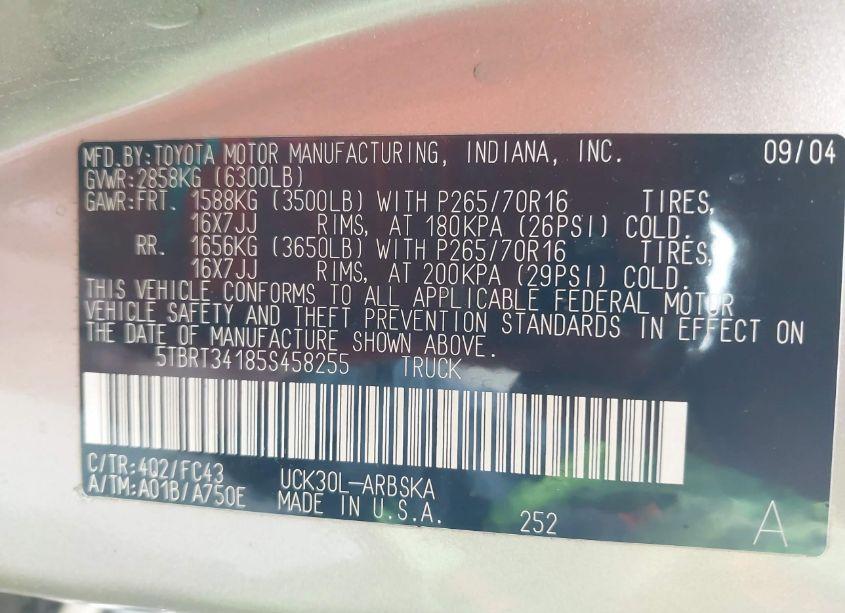 MFD.BY:TOYOTA MOTOR MANUFACTURING, INDIANA, INC. 09/04
GVWR:2858KG (6300LB)
GAWR:FRT. 1588KG (3500LB) WITH P265/70R16 TIRES,
16X7JJ RIMS, AT 180KPA (26PSI) COLD.
RR. 1656KG (3650LB) WITH P265/70R16 TIRES,
16X7JJ RIMS, AT 200KPA (29PSI) COLD.
THIS VEHICLE CONFORMS TO ALL APPLICABLE FEDERAL MOTOR
VEHICLE SAFETY AND THEFT PREVENTION STANDARDS IN EFFECT ON
THE DATE OF MANUFACTURE SHOWN ABOVE.
5TBRT34185S458255 TRUCK
C/TR:4Q2/FC43 UCK30L-ARBSKA
A/TM:A01B/A750E MADE IN U.S.A. 252 A